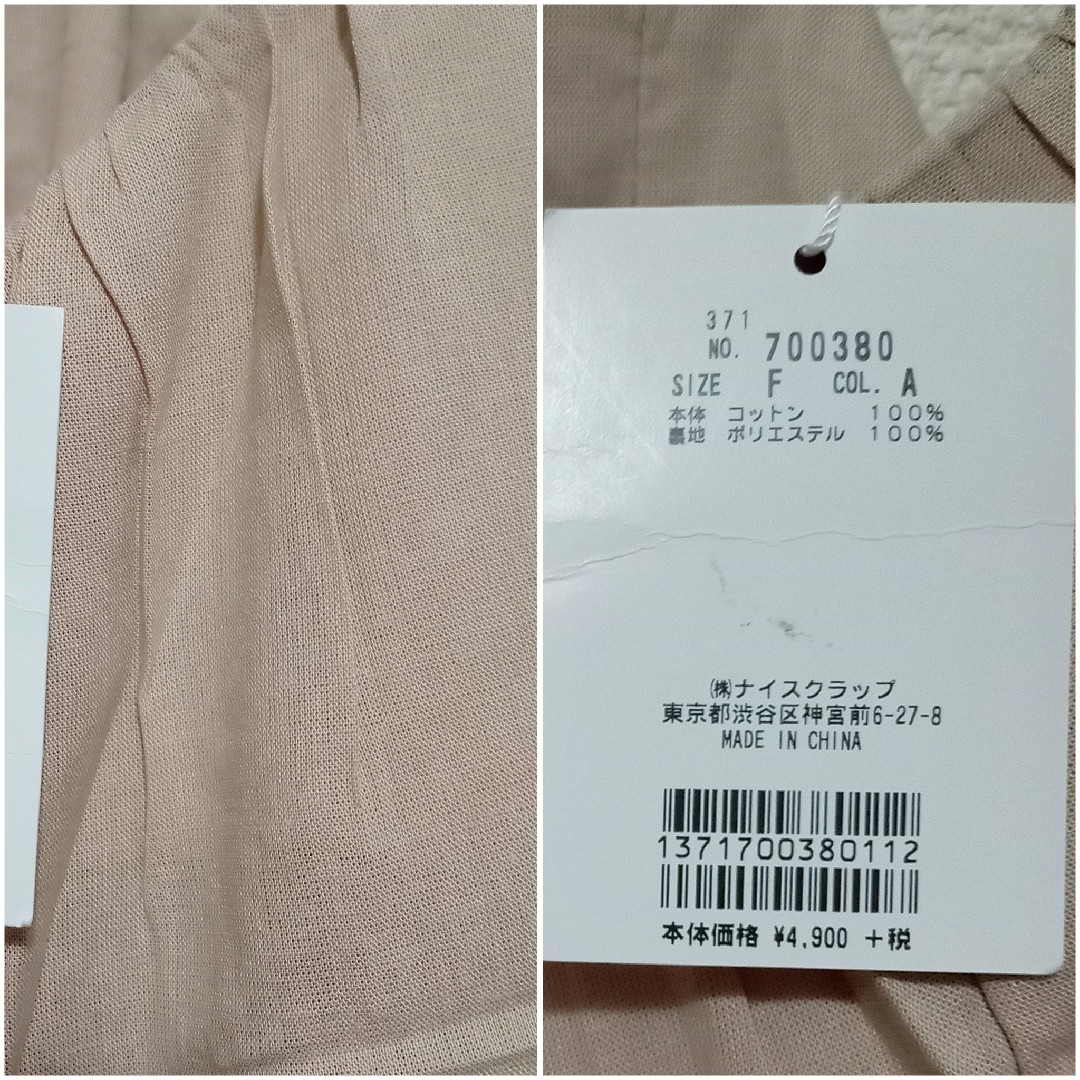 371
NO. 700380
SIZE F COL. A
本体 コットン 100%
裏地 ポリエステル 100%
㈱ナイスクラップ
東京都渋谷区神宮前6-27-8
MADE IN CHINA
1371700380112
本体価格 ¥4,900 +税